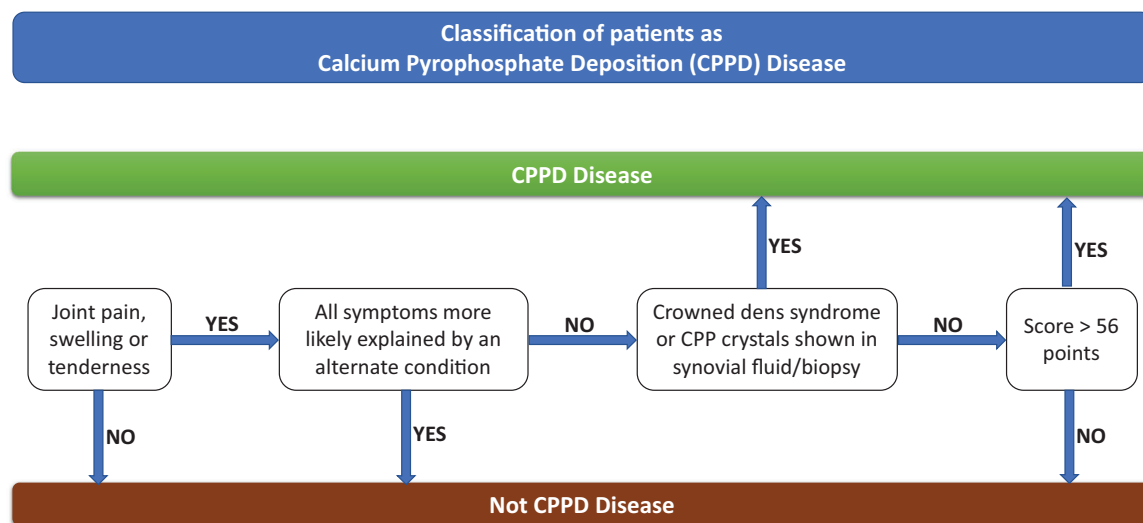 Classification of patients as
Calcium Pyrophosphate Deposition (CPPD) Disease
CPPD Disease
YES
YES
Joint pain,
swelling or
tenderness
YES
All symptoms more
likely explained by an
alternate condition
NO
Crowned dens syndrome
or CPP crystals shown in
synovial fluid/biopsy
NO
Score > 56
points
NO
YES
NO
Not CPPD Disease